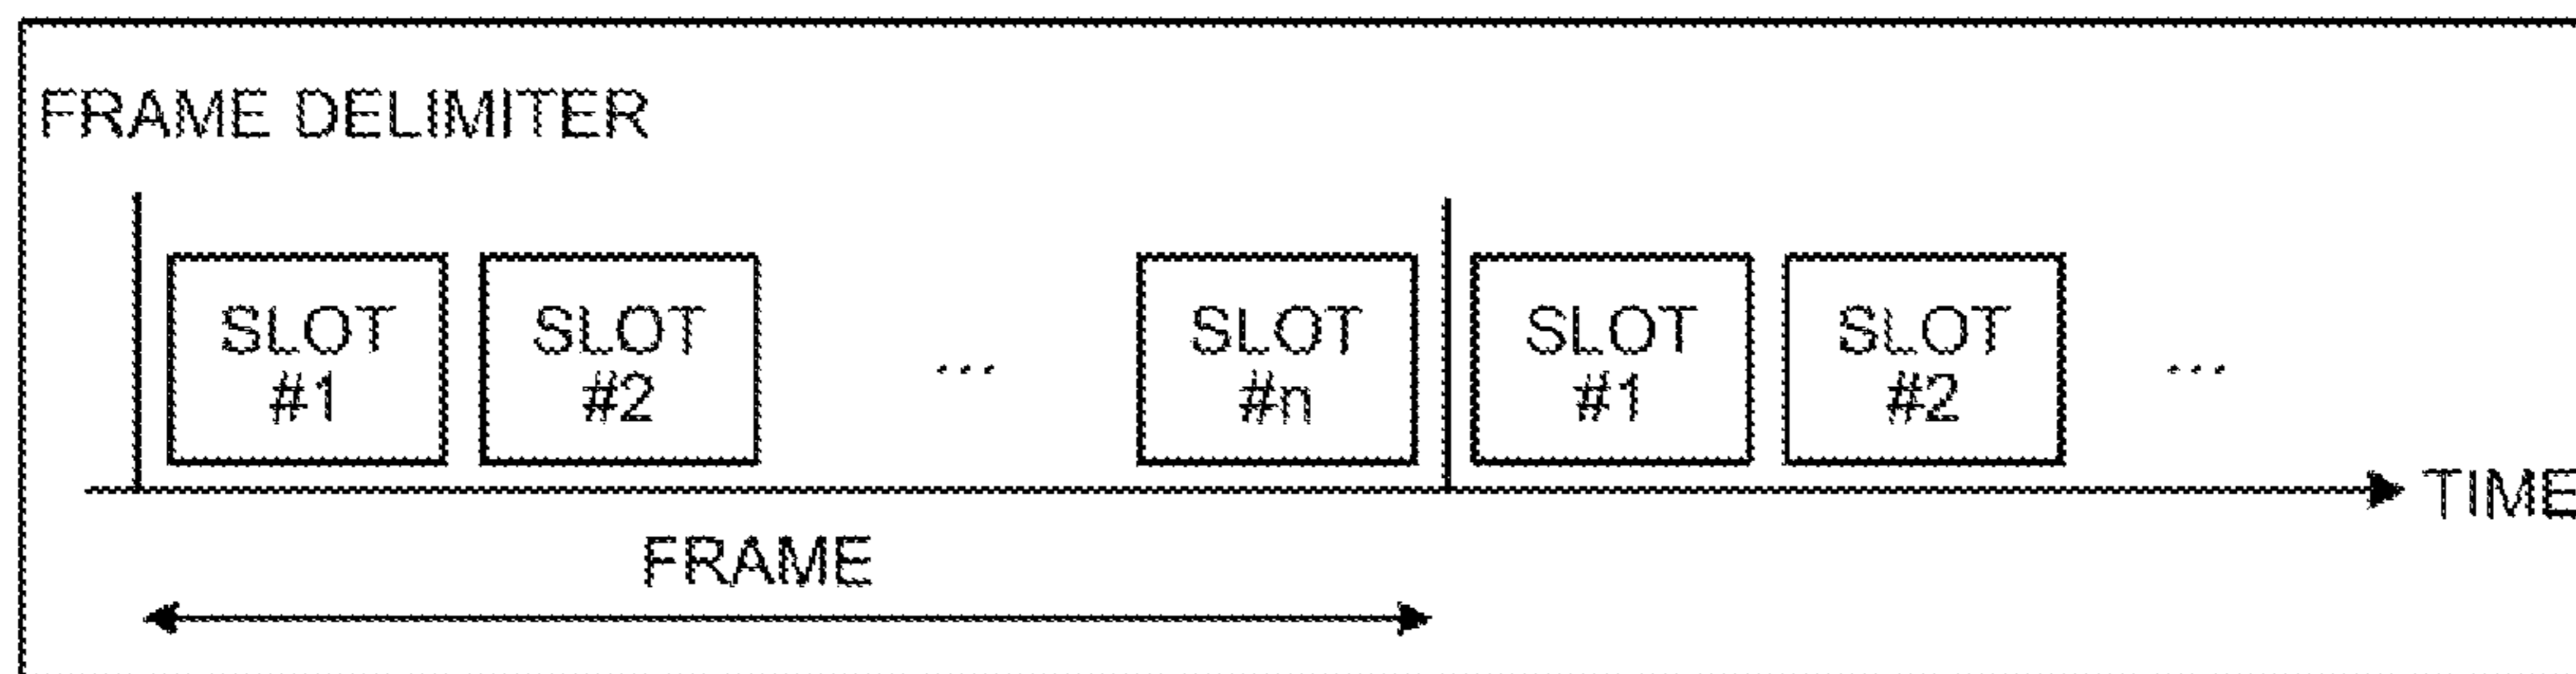 FRAME DELIMITER
SLOT
#1
SLOT
#2
...
SLOT
#n
SLOT
#1
SLOT
#2
...
TIME
FRAME